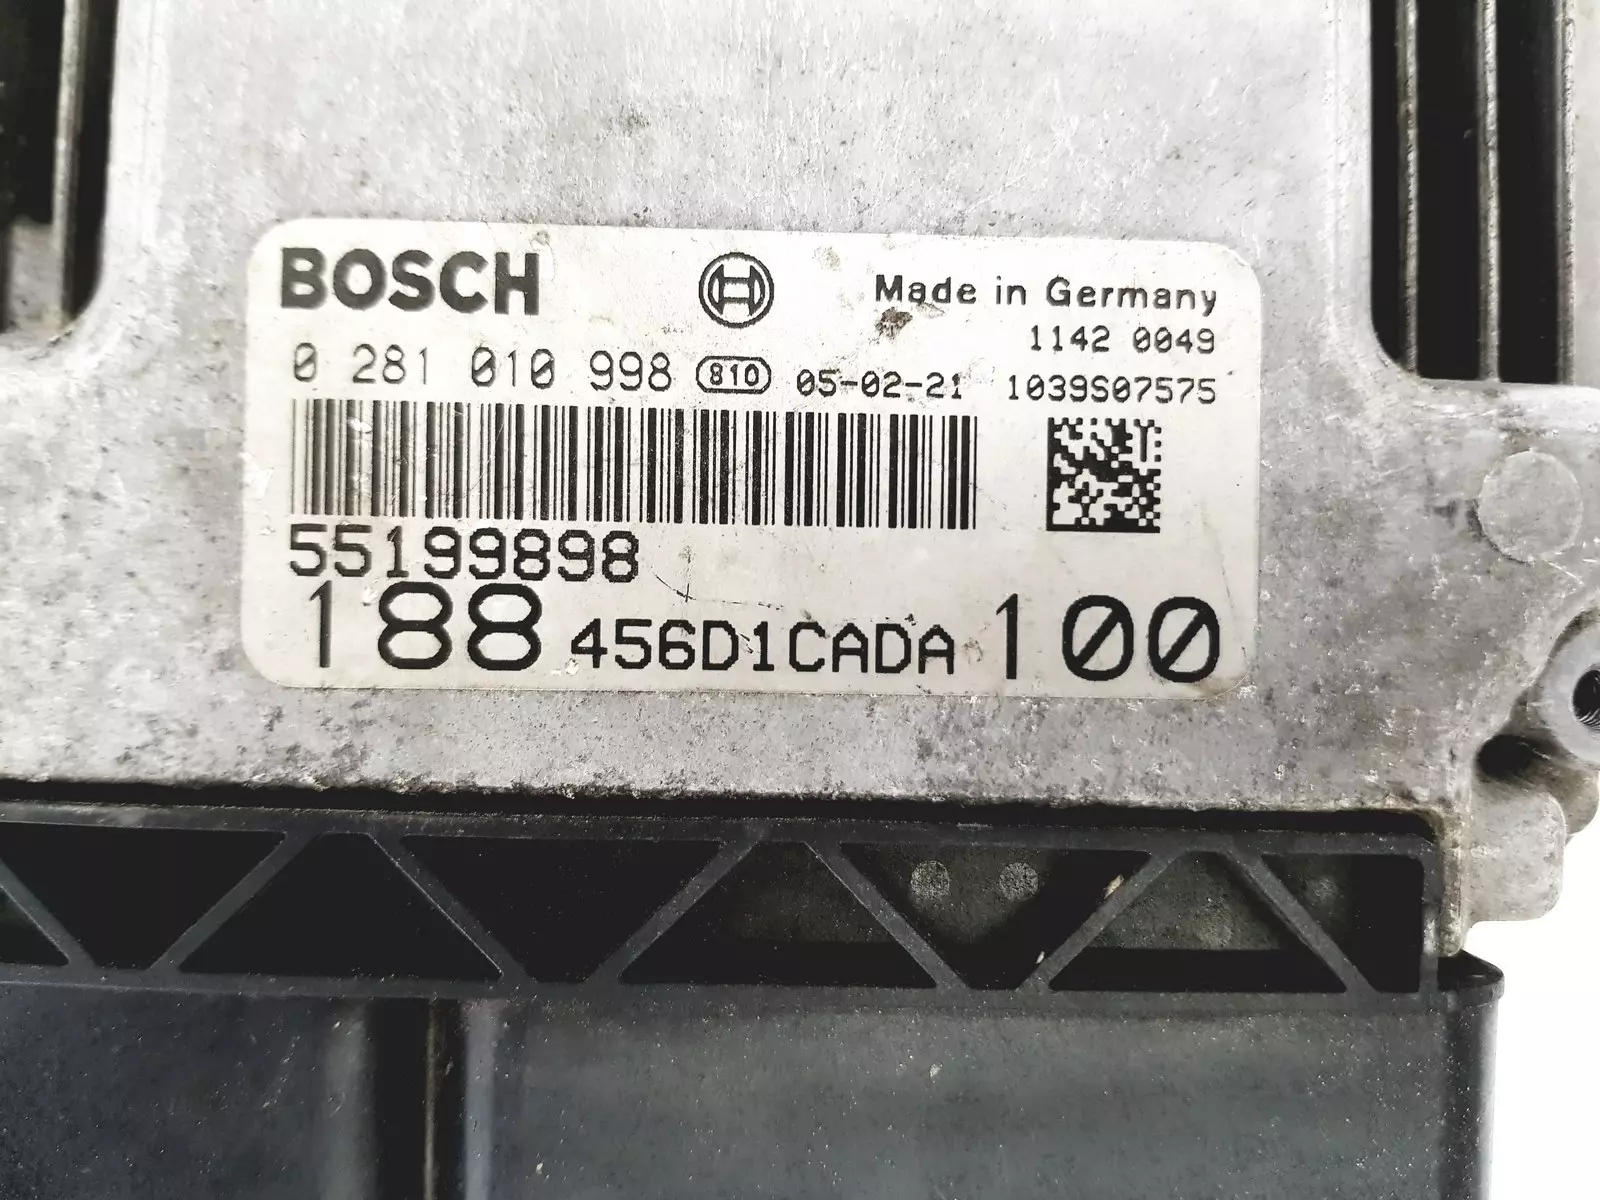 BOSCH Made in Germany
1142 0049
0 281 010 998 810 05-02-21 1039S07575
55199898
188 456D1CADA 100